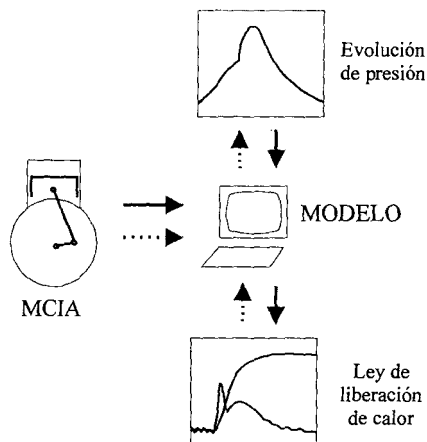 Evolución
de presión
MODELO
MCIA
Ley de
liberación
de calor